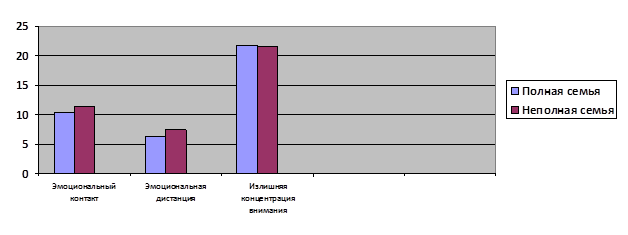 25
20
15
10
5
0
Эмоциональный
контакт
Эмоциональная
дистанция
Излишняя
концентрация
внимания
Полная семья
Неполная семья